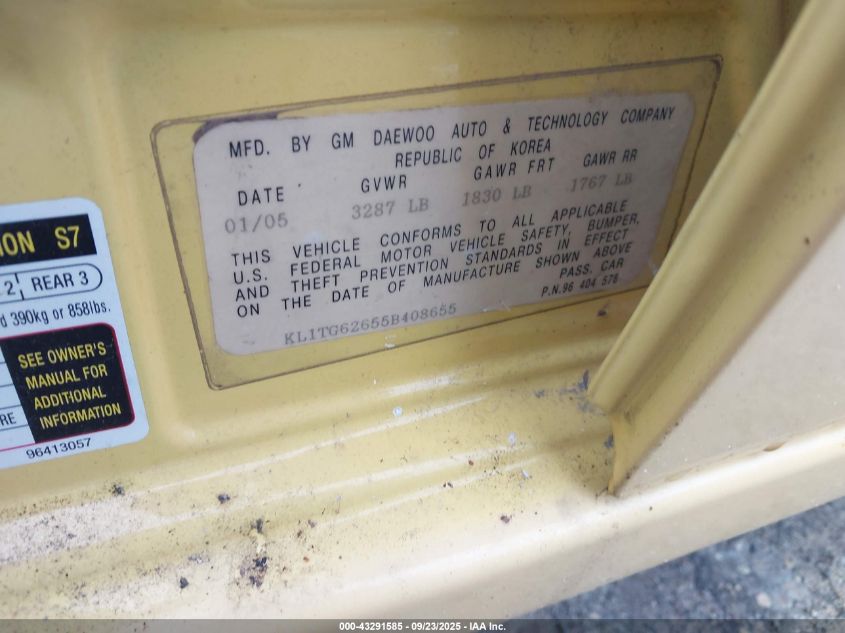 MFD. BY GM DAEWOO AUTO & TECHNOLOGY COMPANY
REPUBLIC OF KOREA
DATE GVWR GAWR FRT GAWR RR
01/05 3287 LB 1830 LB 1767 LB
THIS VEHICLE CONFORMS TO ALL APPLICABLE
U.S. FEDERAL MOTOR VEHICLE SAFETY, BUMPER,
AND THEFT PREVENTION STANDARDS IN EFFECT
ON THE DATE OF MANUFACTURE SHOWN ABOVE
PASS. CAR
P.N.96 404 576
KL1TG62655B408655
ION S7
2 REAR 3
d 390kg or 858lbs.
SEE OWNER'S
MANUAL FOR
ADDITIONAL
INFORMATION
RE
96413057
000-43291585 - 09/23/2025 - IAA Inc.